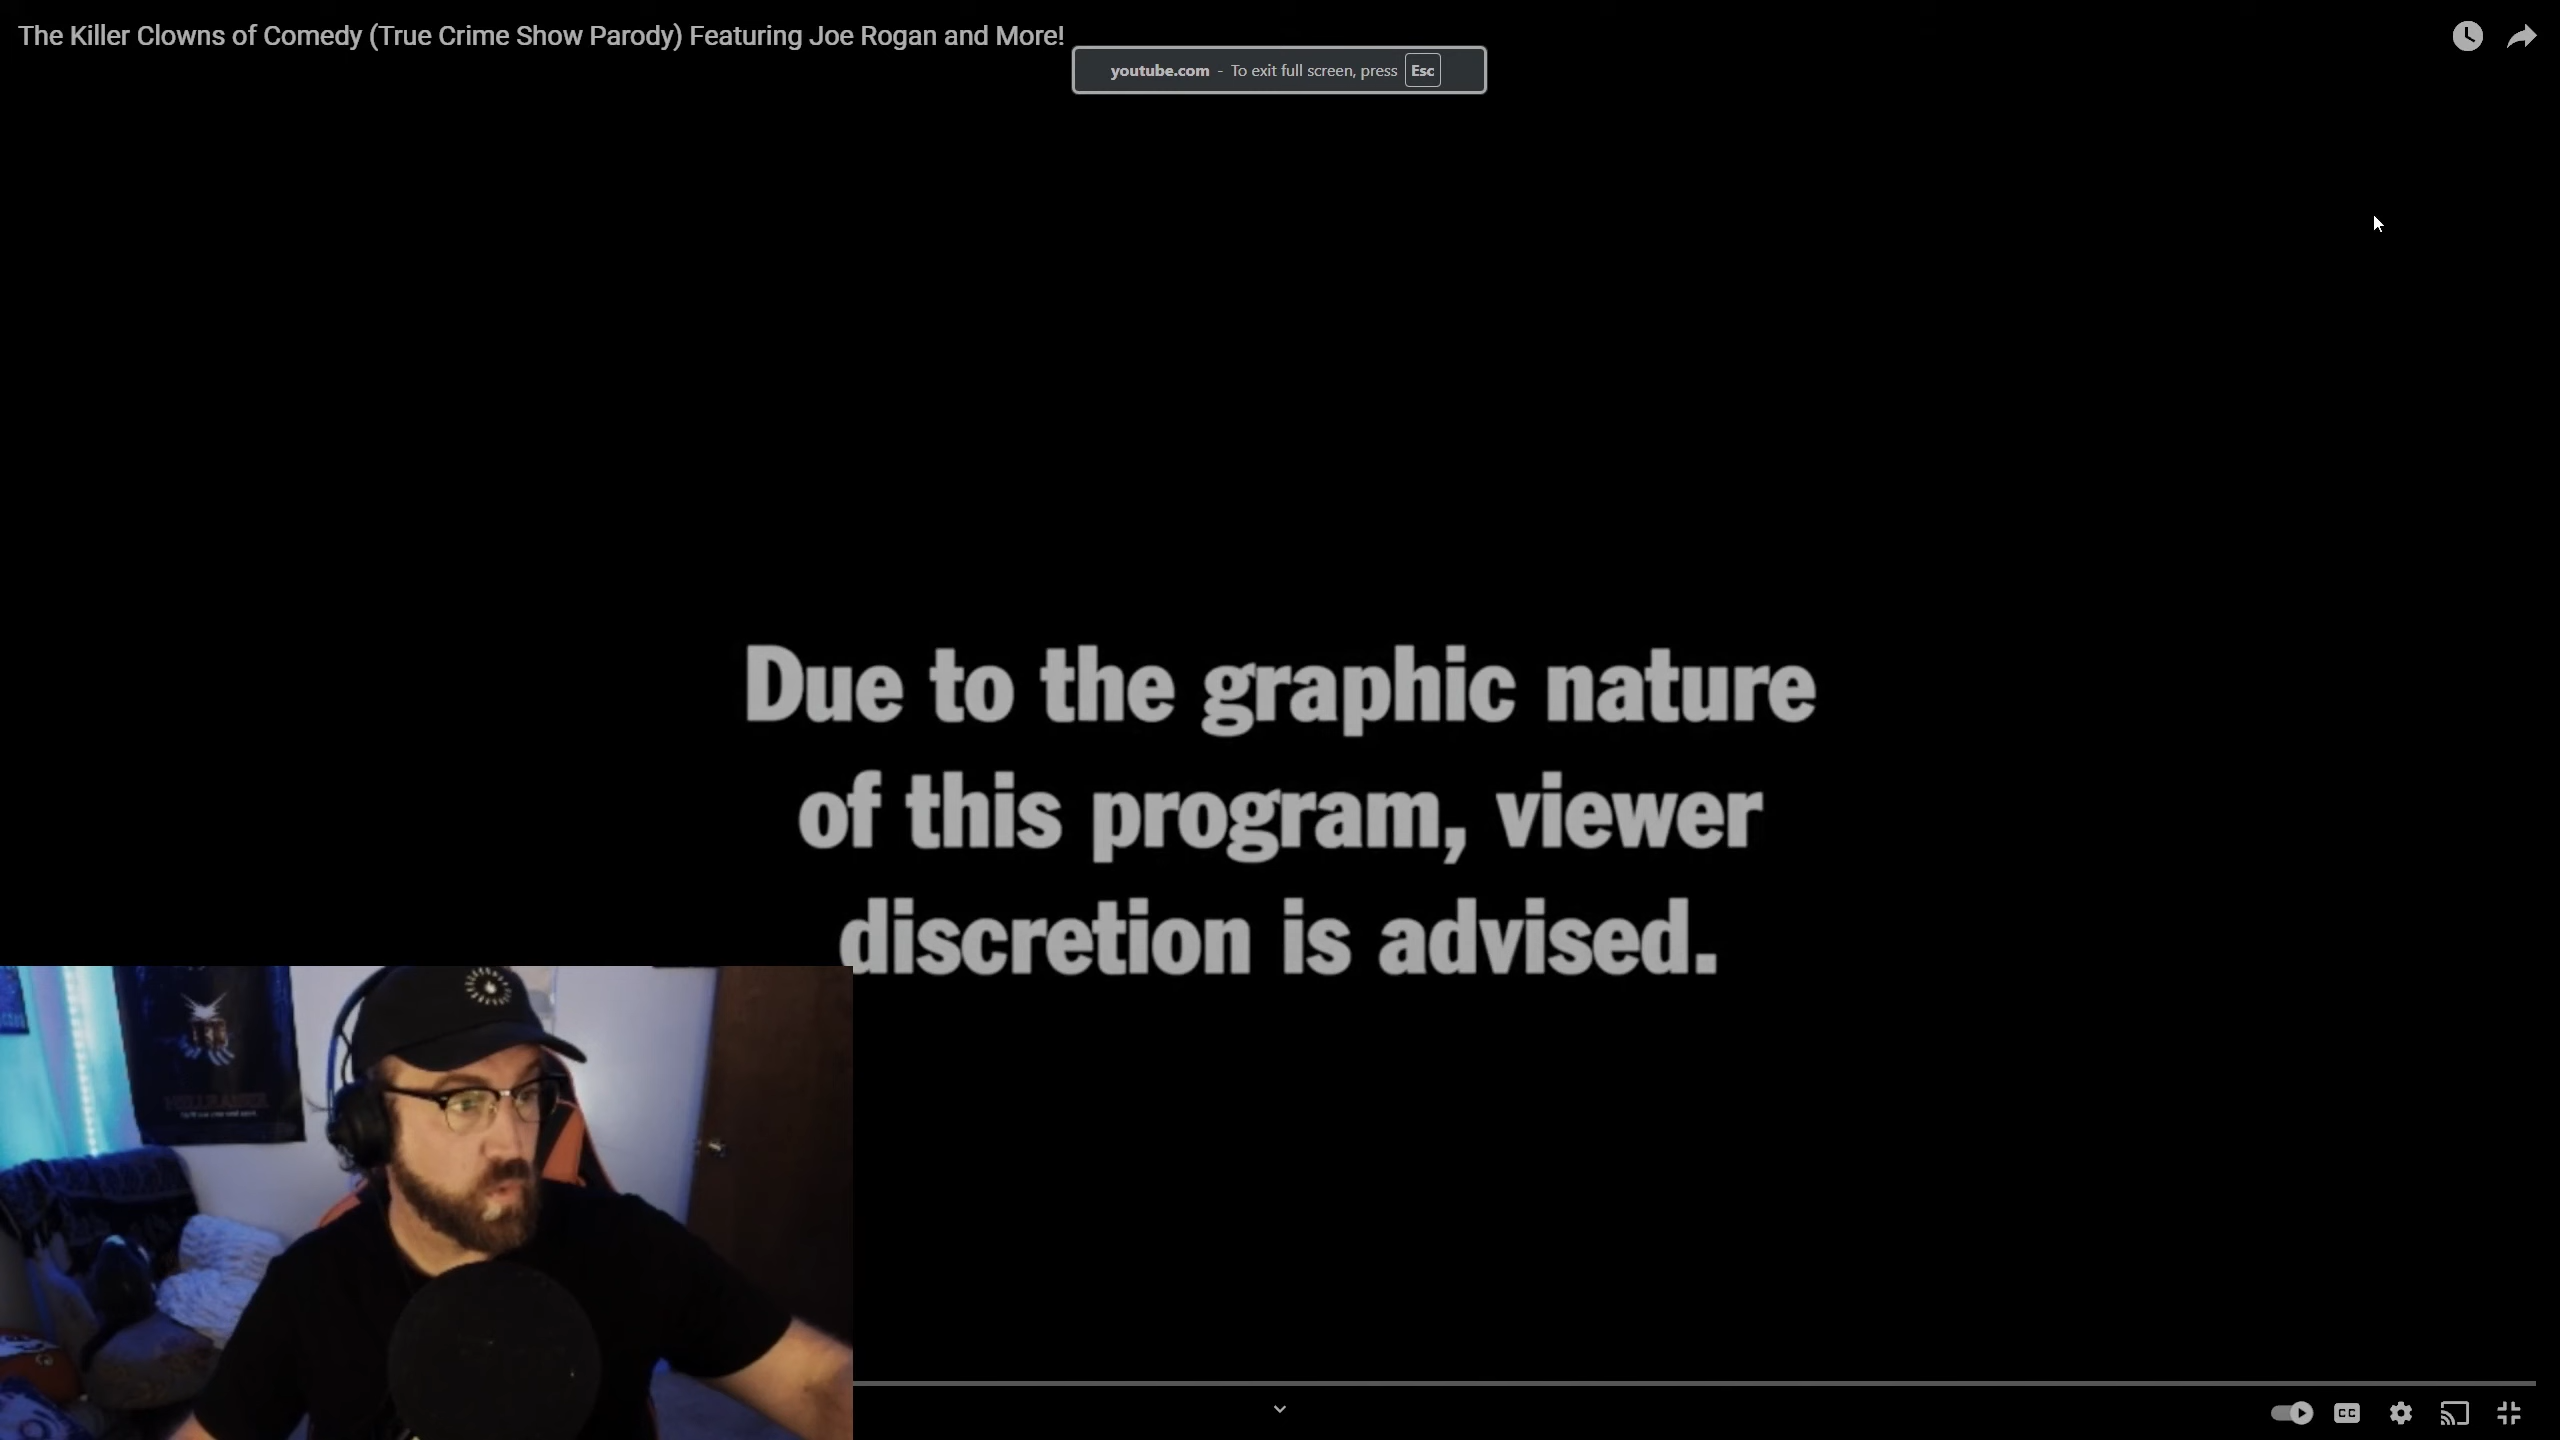 The Killer Clowns of Comedy (True Crime Show Parody) Featuring Joe Rogan and More!
youtube.com - To exit full screen, press Esc
Due to the graphic nature
of this program, viewer
discretion is advised.
CC